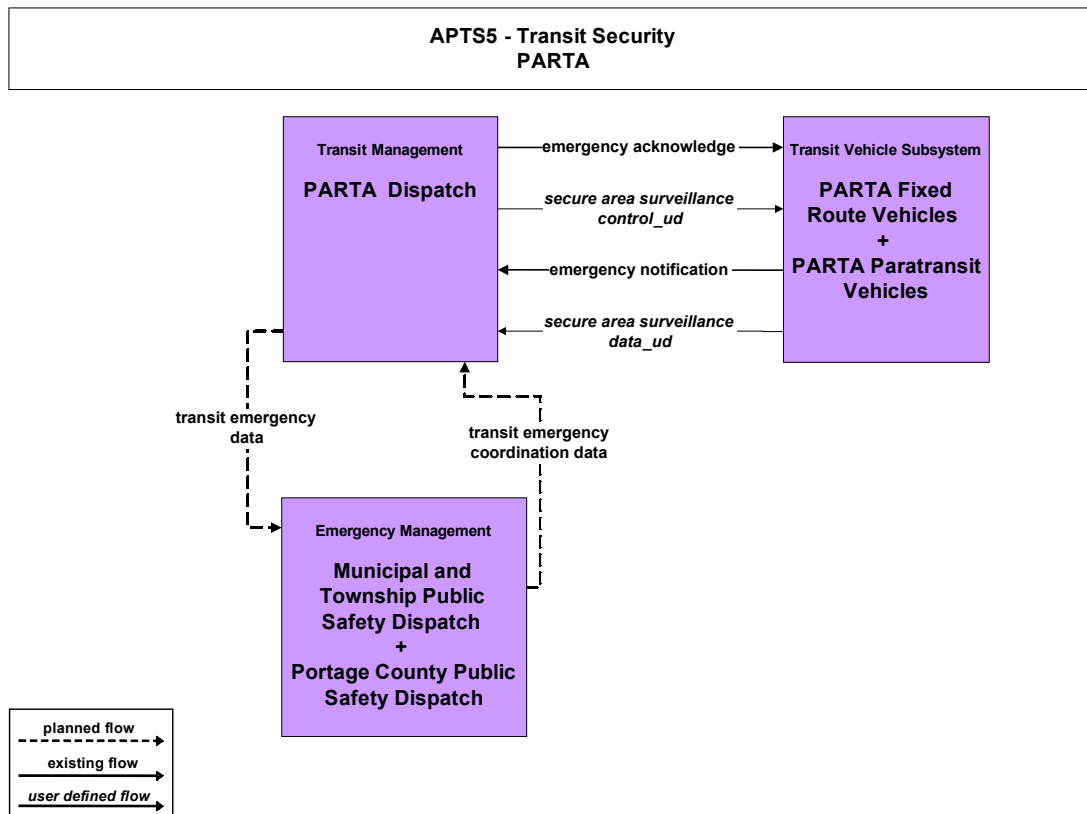 APTS5 - Transit Security
PARTA
Transit Management
PARTA Dispatch
emergency acknowledge
secure area surveillance
control_ud
emergency notification
secure area surveillance
data_ud
Transit Vehicle Subsystem
PARTA Fixed
Route Vehicles
+
PARTA Paratransit
Vehicles
transit emergency
data
transit emergency
coordination data
Emergency Management
Municipal and
Township Public
Safety Dispatch
+
Portage County Public
Safety Dispatch
planned flow
existing flow
user defined flow